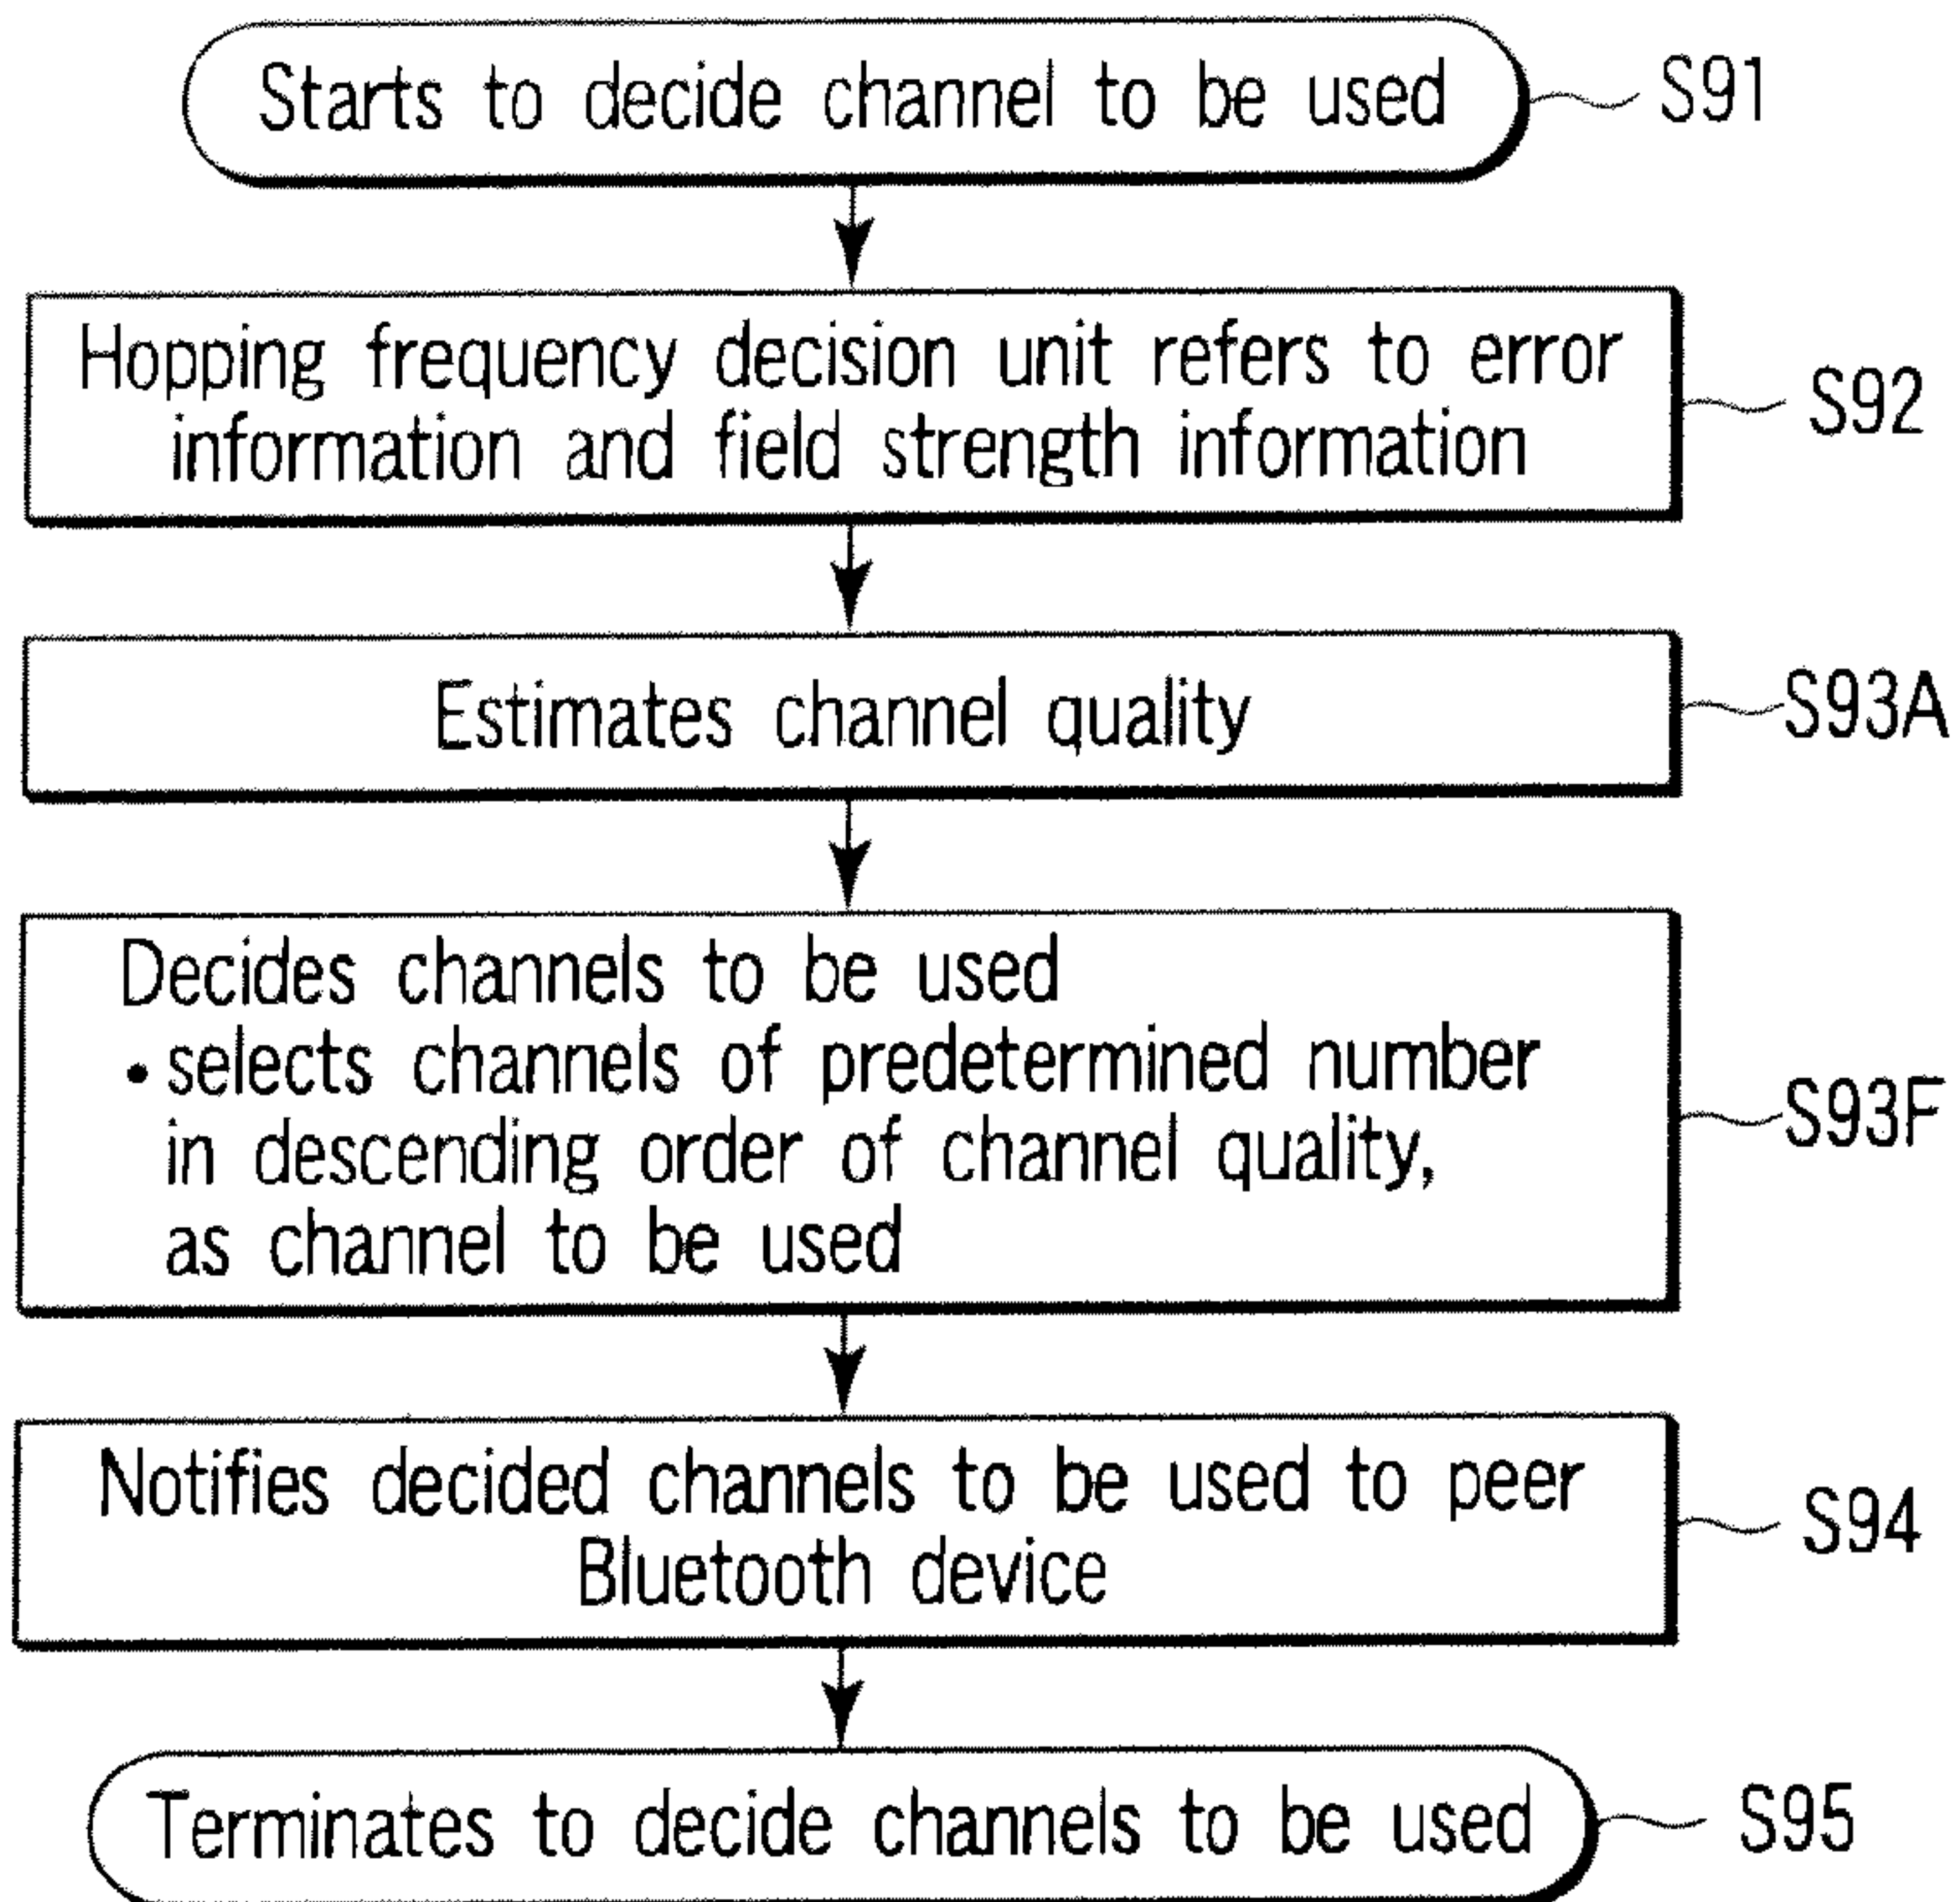 Starts to decide channel to be used
S91
Hopping frequency decision unit refers to error
information and field strength information
S92
Estimates channel quality
S93A
Decides channels to be used
• selects channels of predetermined number
in descending order of channel quality,
as channel to be used
S93F
Notifies decided channels to be used to peer
Bluetooth device
S94
Terminates to decide channels to be used
S95